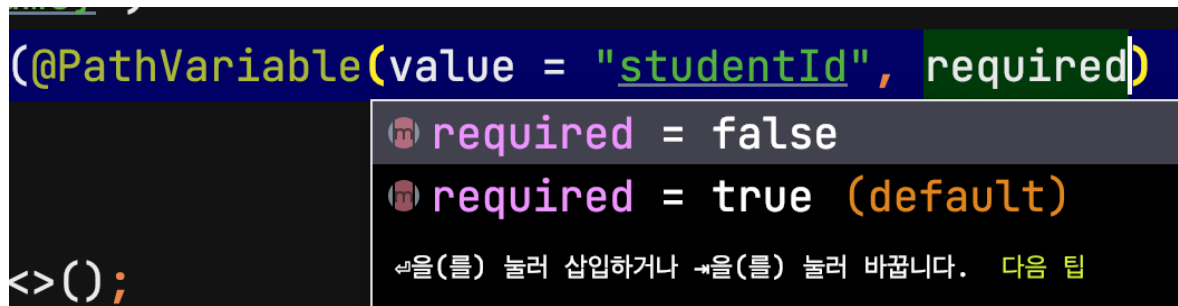 (@PathVariable(value = "studentId", required)
required = false
required = true (default)
⏎을(를) 눌러 삽입하거나 ⇥을(를) 눌러 바꿉니다. 다음 팁
<>();